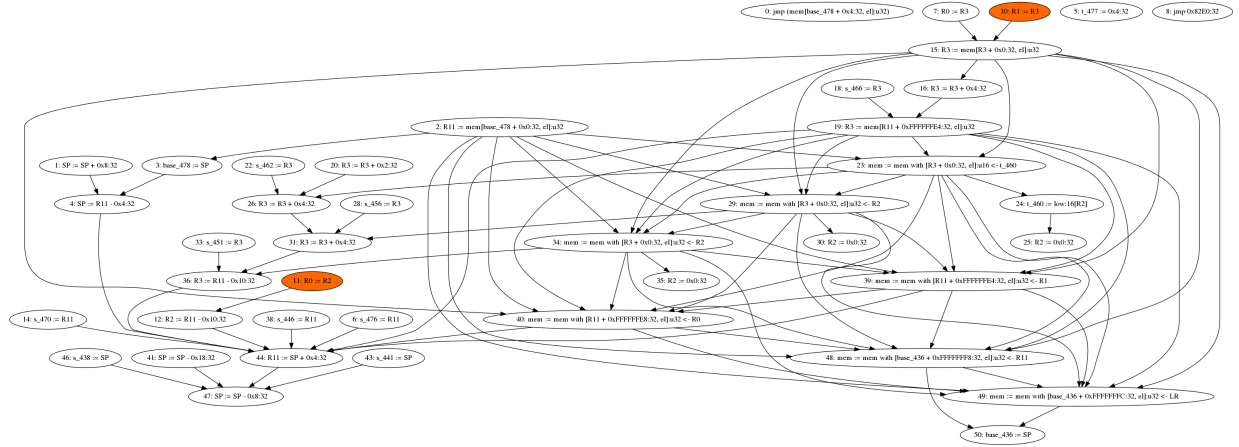 0: jmp (mem[base_478 + 0x4:32, el]:u32)
7: R0 := R3
10: R1 := R3
5: t_477 := 0x4:32
8: jmp 0x82E0:32
15: R3 := mem[R3 + 0x0:32, el]:u32
18: s_466 := R3
16: R3 := R3 + 0x4:32
2: R11 := mem[base_478 + 0x0:32, el]:u32
19: R3 := mem[R11 + 0xFFFFFFE4:32, el]:u32
1: SP := SP + 0x8:32
3: base_478 := SP
22: s_462 := R3
20: R3 := R3 + 0x2:32
23: mem := mem with [R3 + 0x0:32, el]:u16 <- t_460
4: SP := R11 - 0x4:32
26: R3 := R3 + 0x4:32
28: s_456 := R3
29: mem := mem with [R3 + 0x0:32, el]:u32 <- R2
24: t_460 := low:16[R2]
33: s_451 := R3
31: R3 := R3 + 0x4:32
34: mem := mem with [R3 + 0x0:32, el]:u32 <- R2
30: R2 := 0x0:32
25: R2 := 0x0:32
36: R3 := R11 - 0x10:32
11: R0 := R2
35: R2 := 0x0:32
39: mem := mem with [R11 + 0xFFFFFFE4:32, el]:u32 <- R1
14: s_470 := R11
12: R2 := R11 - 0x10:32
38: s_446 := R11
6: s_476 := R11
40: mem := mem with [R11 + 0xFFFFFFE8:32, el]:u32 <- R0
46: s_438 := SP
41: SP := SP - 0x18:32
44: R11 := SP + 0x4:32
43: s_441 := SP
48: mem := mem with [base_436 + 0xFFFFFFF8:32, el]:u32 <- R11
47: SP := SP - 0x8:32
49: mem := mem with [base_436 + 0xFFFFFFFC:32, el]:u32 <- LR
50: base_436 := SP